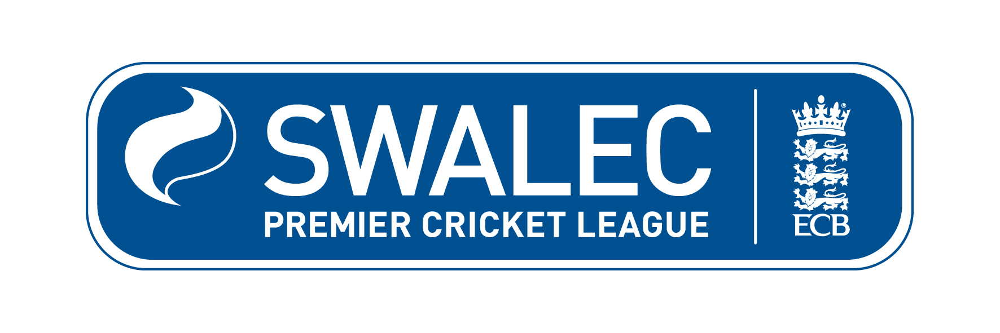 SWALEC
PREMIER CRICKET LEAGUE
®
ECB